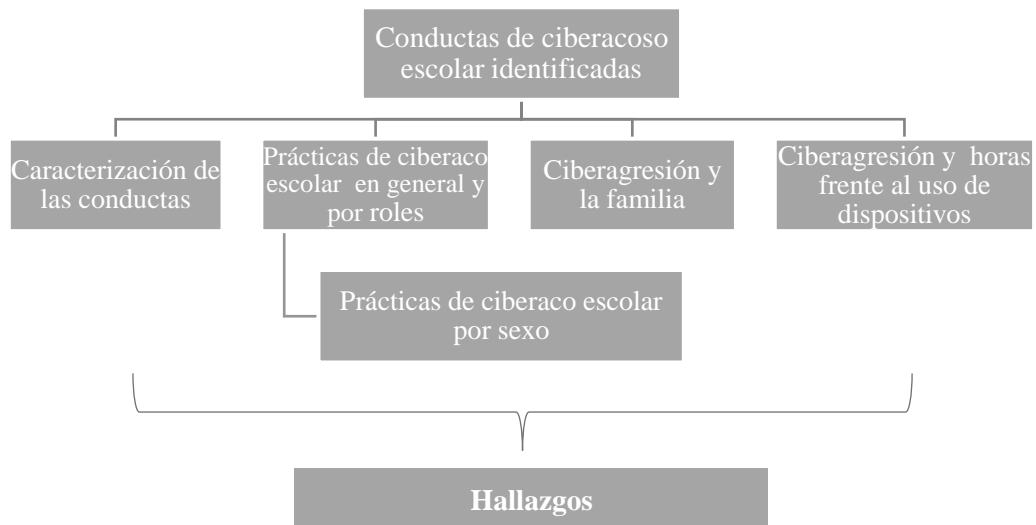 Conductas de ciberacoso
escolar identificadas
Caracterización de
las conductas
Prácticas de ciberaco
escolar en general y
por roles
Ciberagresión y
la familia
Ciberagresión y horas
frente al uso de
dispositivos
Prácticas de ciberaco escolar
por sexo
Hallazgos